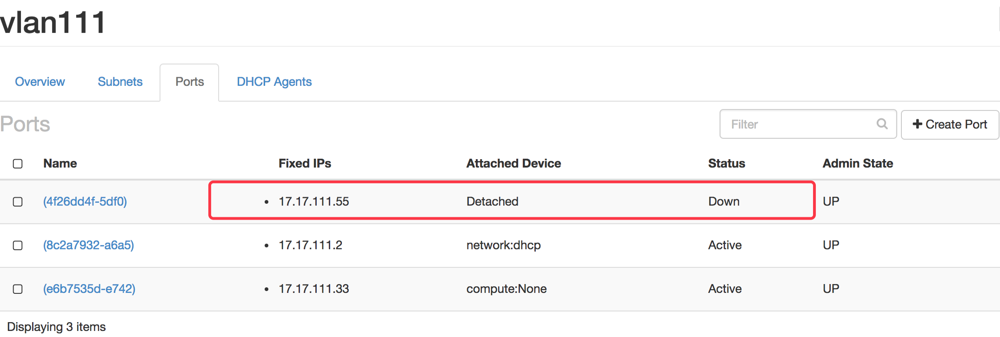 vlan111
Overview Subnets Ports DHCP Agents
Ports Filter Create Port
Name Fixed IPs Attached Device Status Admin State
(4f26dd4f-5df0) • 17.17.111.55 Detached Down UP
(8c2a7932-a6a5) • 17.17.111.2 network:dhcp Active UP
(e6b7535d-e742) • 17.17.111.33 compute:None Active UP
Displaying 3 items